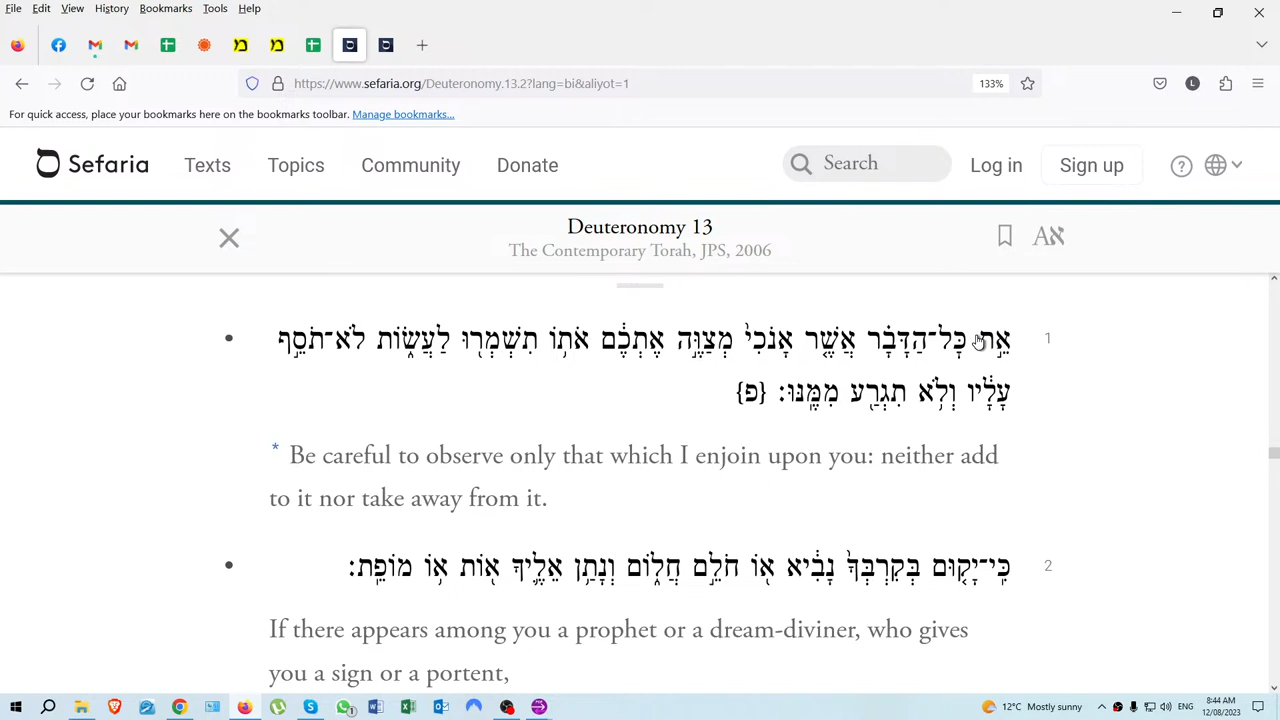 File Edit View History Bookmarks Tools Help
https://www.sefaria.org/Deuteronomy.13.2?lang=bi&aliyot=1
133%
For quick access, place your bookmarks here on the bookmarks toolbar. Manage bookmarks...
Sefaria Texts Topics Community Donate Search Log in Sign up
Deuteronomy 13
The Contemporary Torah, JPS, 2006
אֵ֣ת כׇּל־הַדָּבָ֗ר אֲשֶׁ֤ר אָנֹכִי֙ מְצַוֶּ֣ה אֶתְכֶ֔ם אֹת֥וֹ תִשְׁמְר֖וּ לַעֲשׂ֑וֹת לֹא־תֹסֵ֣ף 1
עָלָ֔יו וְלֹ֥א תִגְרַ֖ע מִמֶּֽנּוּ׃ {פ}
* Be careful to observe only that which I enjoin upon you: neither add
to it nor take away from it.
כִּֽי־יָק֤וּם בְּקִרְבְּךָ֙ נָבִ֔יא א֖וֹ חֹלֵ֣ם חֲל֑וֹם וְנָתַ֥ן אֵלֶ֛יךָ א֖וֹת א֥וֹ מוֹפֵֽת׃ 2
If there appears among you a prophet or a dream-diviner, who gives
you a sign or a portent,
12°C Mostly sunny ENG 8:44 AM
12/08/2023